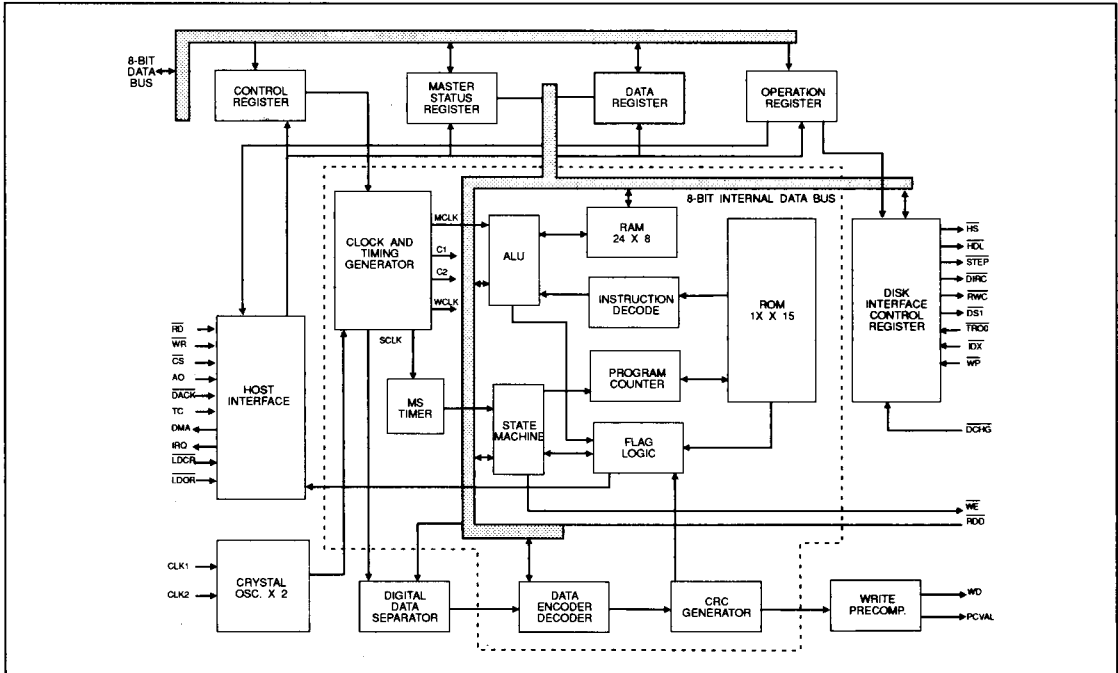 8-BIT
DATA
BUS
CONTROL
REGISTER
MASTER
STATUS
REGISTER
DATA
REGISTER
OPERATION
REGISTER
8-BIT INTERNAL DATA BUS
CLOCK AND
TIMING
GENERATOR
MCLK
C1
C2
WCLK
SCLK
ALU
RAM
24 X 8
INSTRUCTION
DECODE
ROM
1X X 15
PROGRAM
COUNTER
MS
TIMER
STATE
MACHINE
FLAG
LOGIC
DISK
INTERFACE
CONTROL
REGISTER
HS
HDL
STEP
DIRC
RWC
DS1
TRO0
IDX
WP
DCHG
WE
RDD
RD
WR
CS
AO
DACK
TC
DMA
IRQ
LDCR
LDOR
HOST
INTERFACE
CLK1
CLK2
CRYSTAL
OSC. X 2
DIGITAL
DATA
SEPARATOR
DATA
ENCODER
DECODER
CRC
GENERATOR
WRITE
PRECOMP.
WD
PCVAL